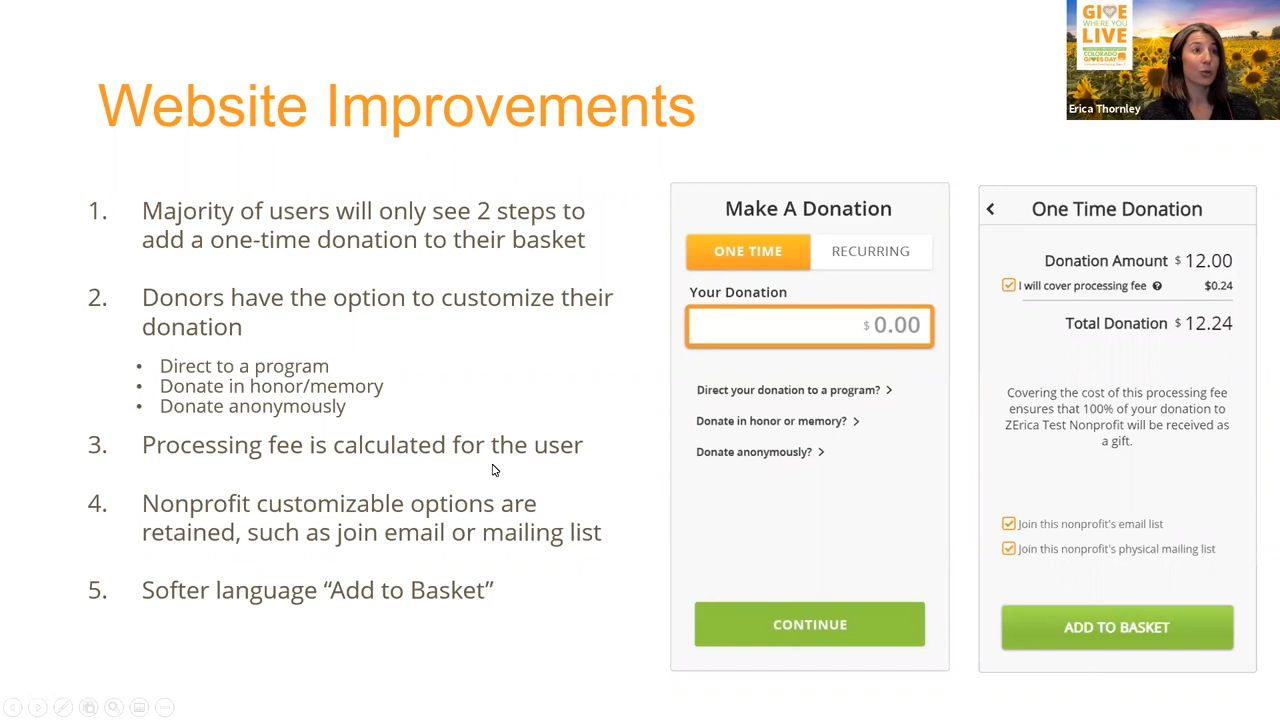 GIVE
WHERE YOU
LIVE
COLORADO
GIVES DAY
Erica Thornley
Website Improvements
1. Majority of users will only see 2 steps to
add a one-time donation to their basket
2. Donors have the option to customize their
donation
• Direct to a program
• Donate in honor/memory
• Donate anonymously
3. Processing fee is calculated for the user
4. Nonprofit customizable options are
retained, such as join email or mailing list
5. Softer language “Add to Basket”
Make A Donation
ONE TIME RECURRING
Your Donation
$ 0.00
Direct your donation to a program? >
Donate in honor or memory? >
Donate anonymously? >
CONTINUE
< One Time Donation
Donation Amount $ 12.00
I will cover processing fee ? $0.24
Total Donation $ 12.24
Covering the cost of this processing fee
ensures that 100% of your donation to
ZErica Test Nonprofit will be received as
a gift.
Join this nonprofit's email list
Join this nonprofit's physical mailing list
ADD TO BASKET